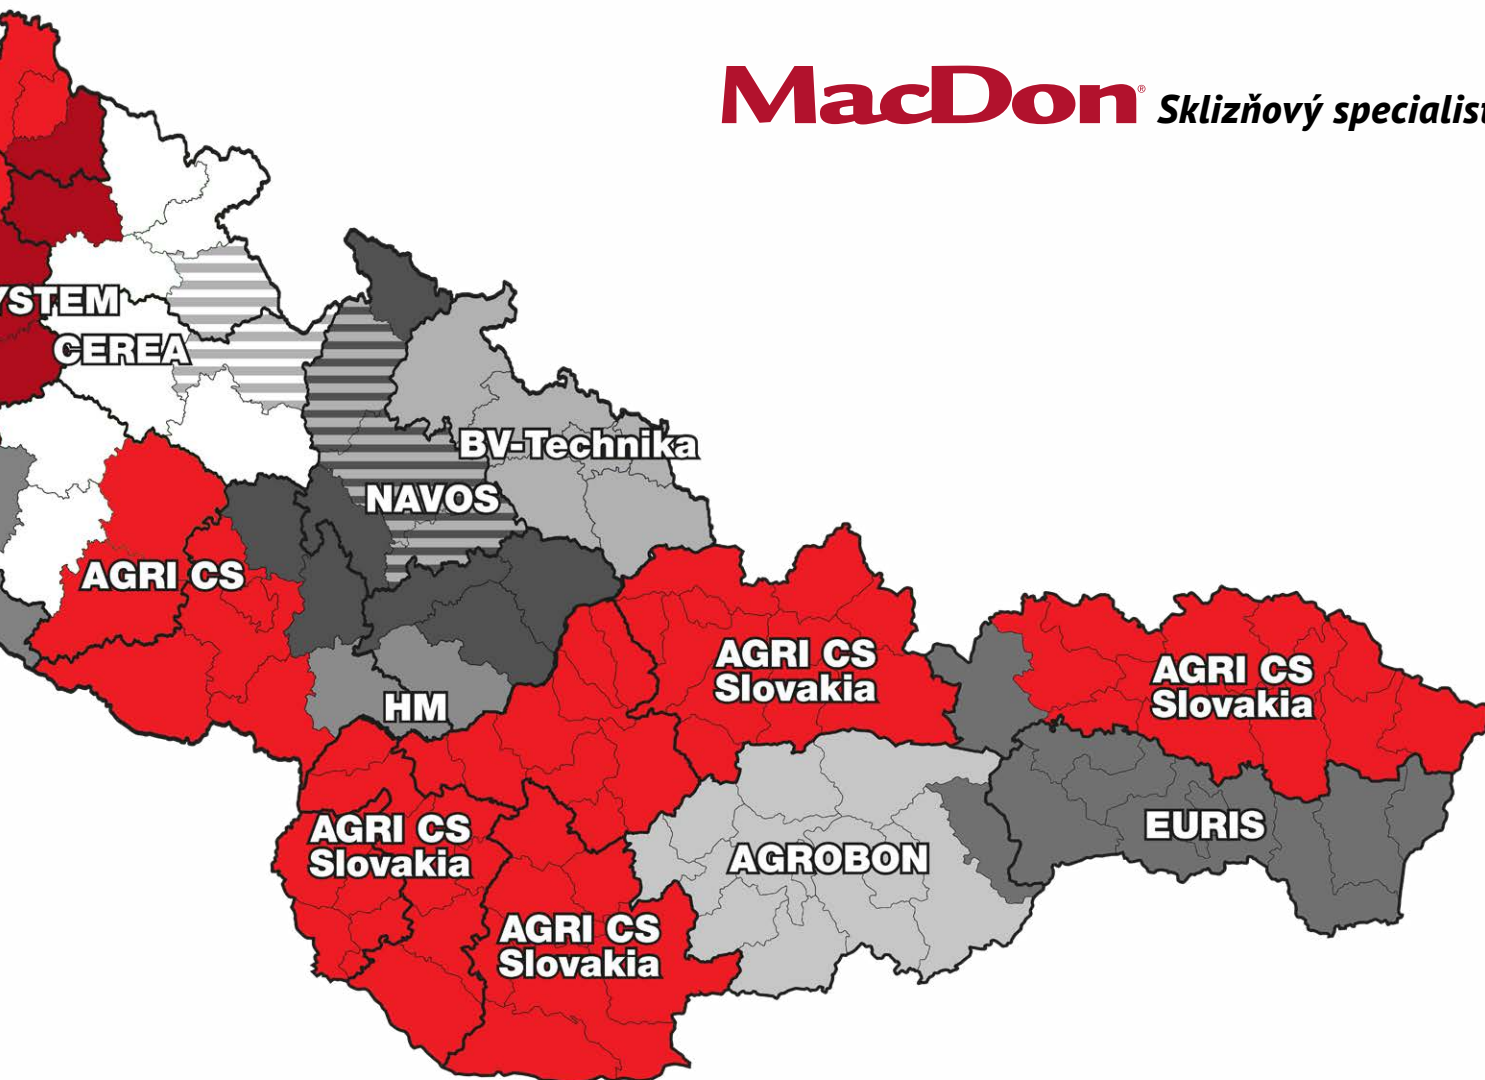 MacDon® Sklizňový specialist
YSTEM
CEREA
BV-Technika
NAVOS
AGRI CS
HM
AGRI CS
Slovakia
AGRI CS
Slovakia
AGRI CS
Slovakia
AGROBON
EURIS
AGRI CS
Slovakia